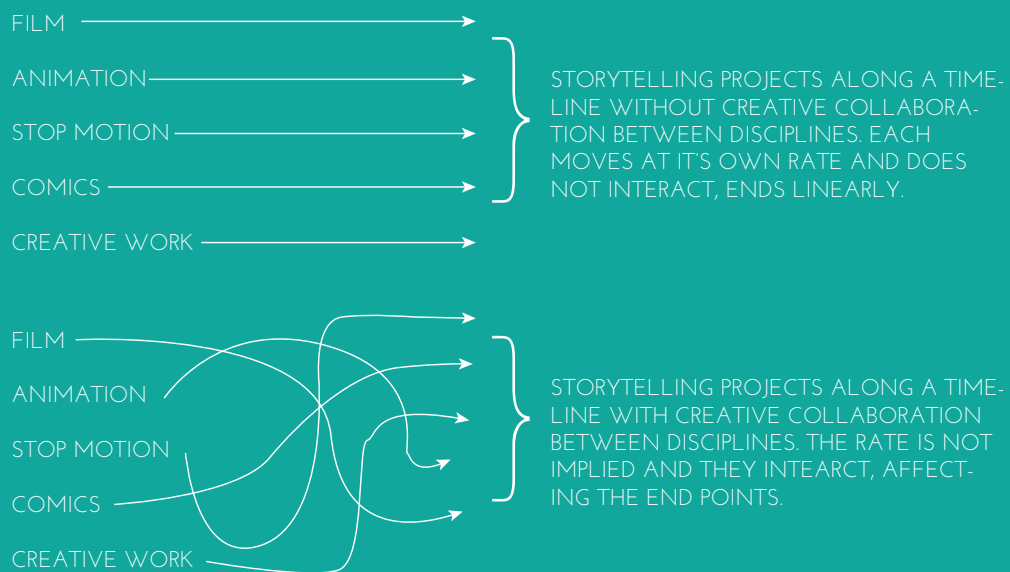 FILM
ANIMATION
STOP MOTION
COMICS
CREATIVE WORK
STORYTELLING PROJECTS ALONG A TIME-
LINE WITHOUT CREATIVE COLLABORA-
TION BETWEEN DISCIPLINES. EACH
MOVES AT IT'S OWN RATE AND DOES
NOT INTERACT, ENDS LINEARLY.
FILM
ANIMATION
STOP MOTION
COMICS
CREATIVE WORK
STORYTELLING PROJECTS ALONG A TIME-
LINE WITH CREATIVE COLLABORATION
BETWEEN DISCIPLINES. THE RATE IS NOT
IMPLIED AND THEY INTEARCT, AFFECT-
ING THE END POINTS.